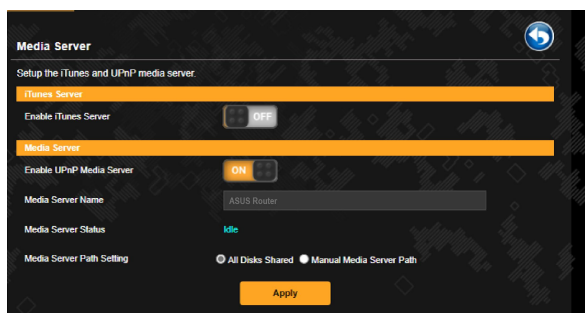 Media Server
Setup the iTunes and UPnP media server.
iTunes Server
Enable iTunes Server OFF
Media Server
Enable UPnP Media Server ON
Media Server Name ASUS Router
Media Server Status Idle
Media Server Path Setting All Disks Shared Manual Media Server Path
Apply